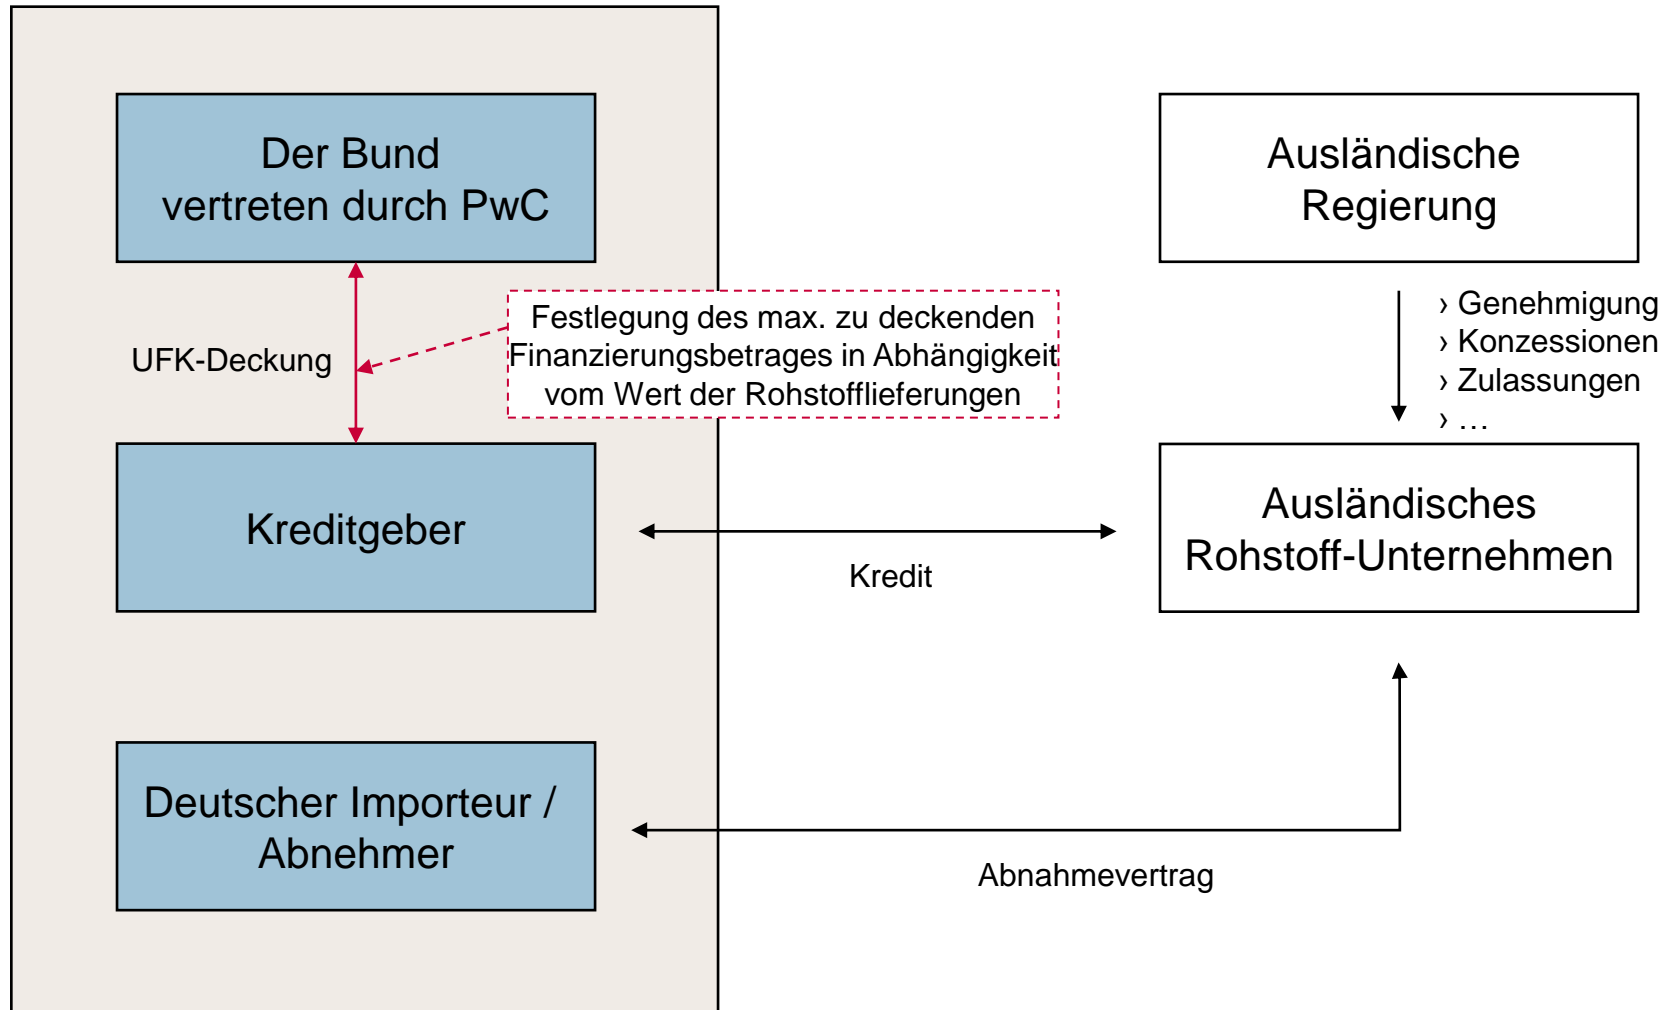 Der Bund
vertreten durch PwC
Ausländische
Regierung
UFK-Deckung
Festlegung des max. zu deckenden
Finanzierungsbetrages in Abhängigkeit
vom Wert der Rohstofflieferungen
› Genehmigung
› Konzessionen
› Zulassungen
› …
Kreditgeber
Kredit
Ausländisches
Rohstoff-Unternehmen
Deutscher Importeur /
Abnehmer
Abnahmevertrag